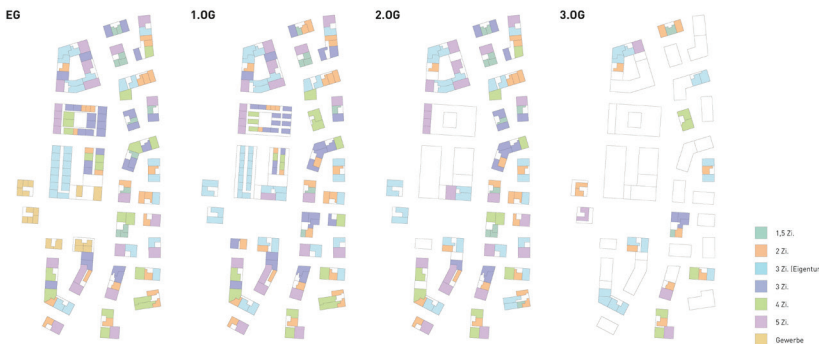 EG
1.OG
2.OG
3.OG
1,5 Zi.
2 Zi.
3 Zi. (Eigentur
3 Zi.
4 Zi.
5 Zi.
Gewerbe